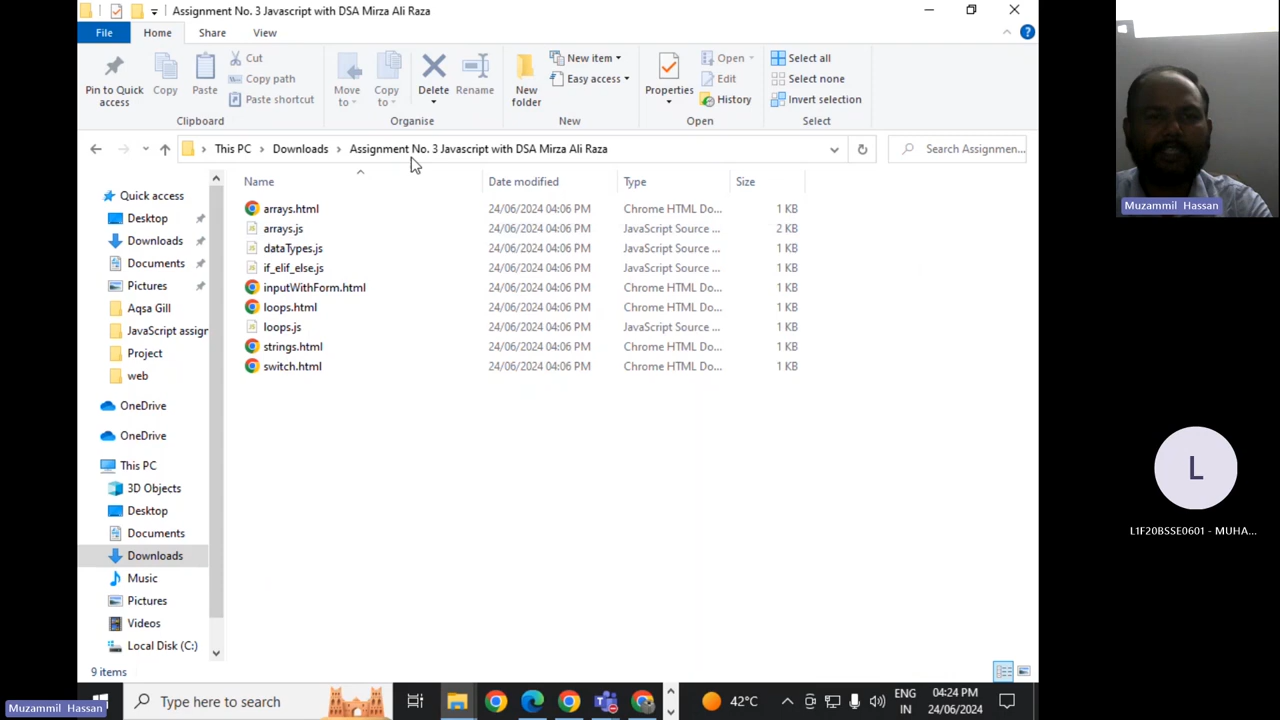 Assignment No. 3 Javascript with DSA Mirza Ali Raza
File Home Share View
Pin to Quick access
Copy
Paste
Cut
Copy path
Paste shortcut
Clipboard
Move to
Copy to
Delete
Rename
Organise
New folder
New item
Easy access
New
Properties
Open
Edit
History
Open
Select all
Select none
Invert selection
Select
This PC > Downloads > Assignment No. 3 Javascript with DSA Mirza Ali Raza
Search Assignmen...
Name Date modified Type Size
arrays.html 24/06/2024 04:06 PM Chrome HTML Do... 1 KB
arrays.js 24/06/2024 04:06 PM JavaScript Source ... 2 KB
dataTypes.js 24/06/2024 04:06 PM JavaScript Source ... 1 KB
if_elif_else.js 24/06/2024 04:06 PM JavaScript Source ... 1 KB
inputWithForm.html 24/06/2024 04:06 PM Chrome HTML Do... 1 KB
loops.html 24/06/2024 04:06 PM Chrome HTML Do... 1 KB
loops.js 24/06/2024 04:06 PM JavaScript Source ... 1 KB
strings.html 24/06/2024 04:06 PM Chrome HTML Do... 1 KB
switch.html 24/06/2024 04:06 PM Chrome HTML Do... 1 KB
Quick access
Desktop
Downloads
Documents
Pictures
Aqsa Gill
JavaScript assigr
Project
web
OneDrive
OneDrive
This PC
3D Objects
Desktop
Documents
Downloads
Music
Pictures
Videos
Local Disk (C:)
9 items
Muzammil Hassan
L
L1F20BSSE0601 - MUHA...
Muzammil Hassan
Type here to search
42°C
ENG
IN
04:24 PM
24/06/2024